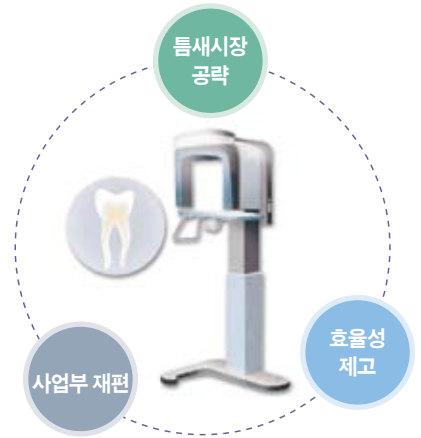 틈새시장
공략
효율성
제고
사업부 재편